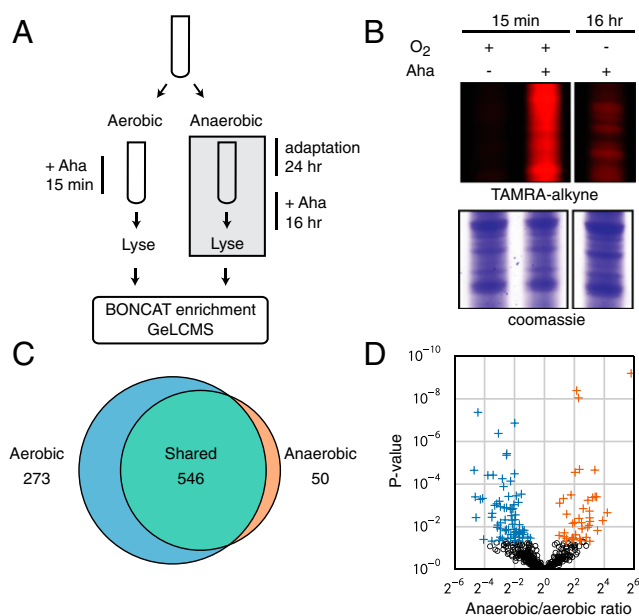 A
Aerobic
Anaerobic
+ Aha
15 min
adaptation
24 hr
+ Aha
16 hr
Lyse
Lyse
BONCAT enrichment
GeLCMS
B
15 min
16 hr
O2 + + -
Aha - + +
TAMRA-alkyne
coomassie
C
Aerobic
273
Shared
546
Anaerobic
50
D
P-value
10^-10
10^-8
10^-6
10^-4
10^-2
10^-0
2^-6 2^-4 2^-2 2^0 2^2 2^4 2^6
Anaerobic/aerobic ratio